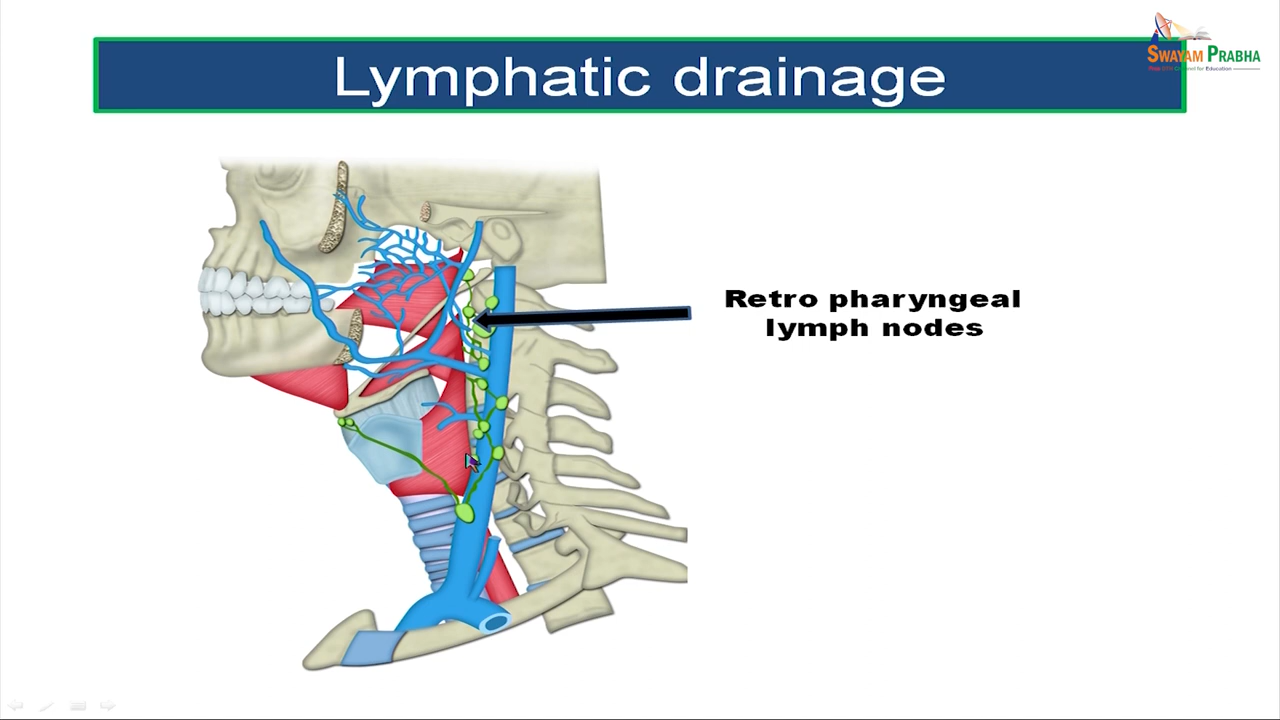 Lymphatic drainage
SWAYAM PRABHA
Retro pharyngeal
lymph nodes